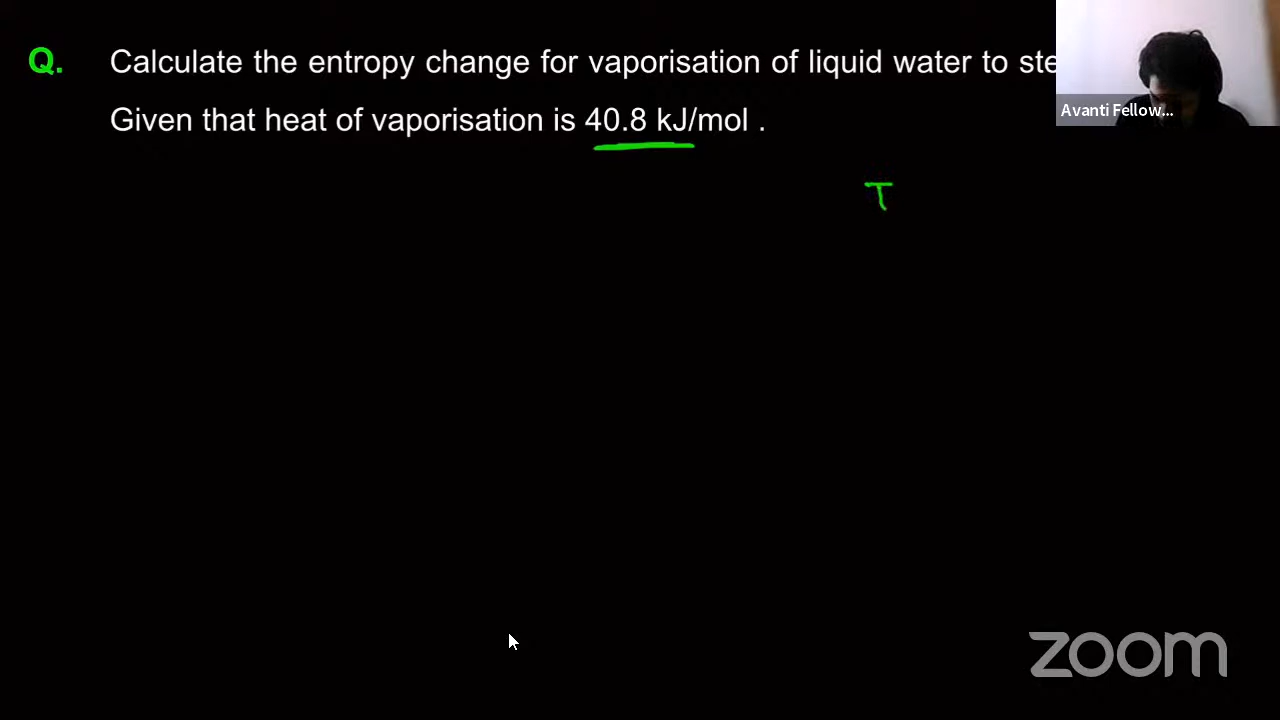 Q. Calculate the entropy change for vaporisation of liquid water to
Given that heat of vaporisation is 40.8 kJ/mol .
Avanti Fellow...
T
zoom